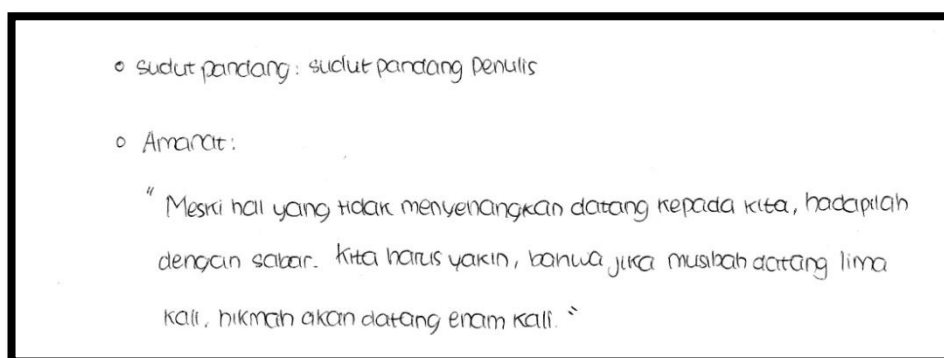 o sudut pandang: sudut pandang penulis
o Amanat:
" Meski hal yang tidak menyenangkan datang kepada kita, hadapilah
dengan sabar. Kita harus yakin, bahwa jika musibah datang lima
kali, hikmah akan datang enam kali. "